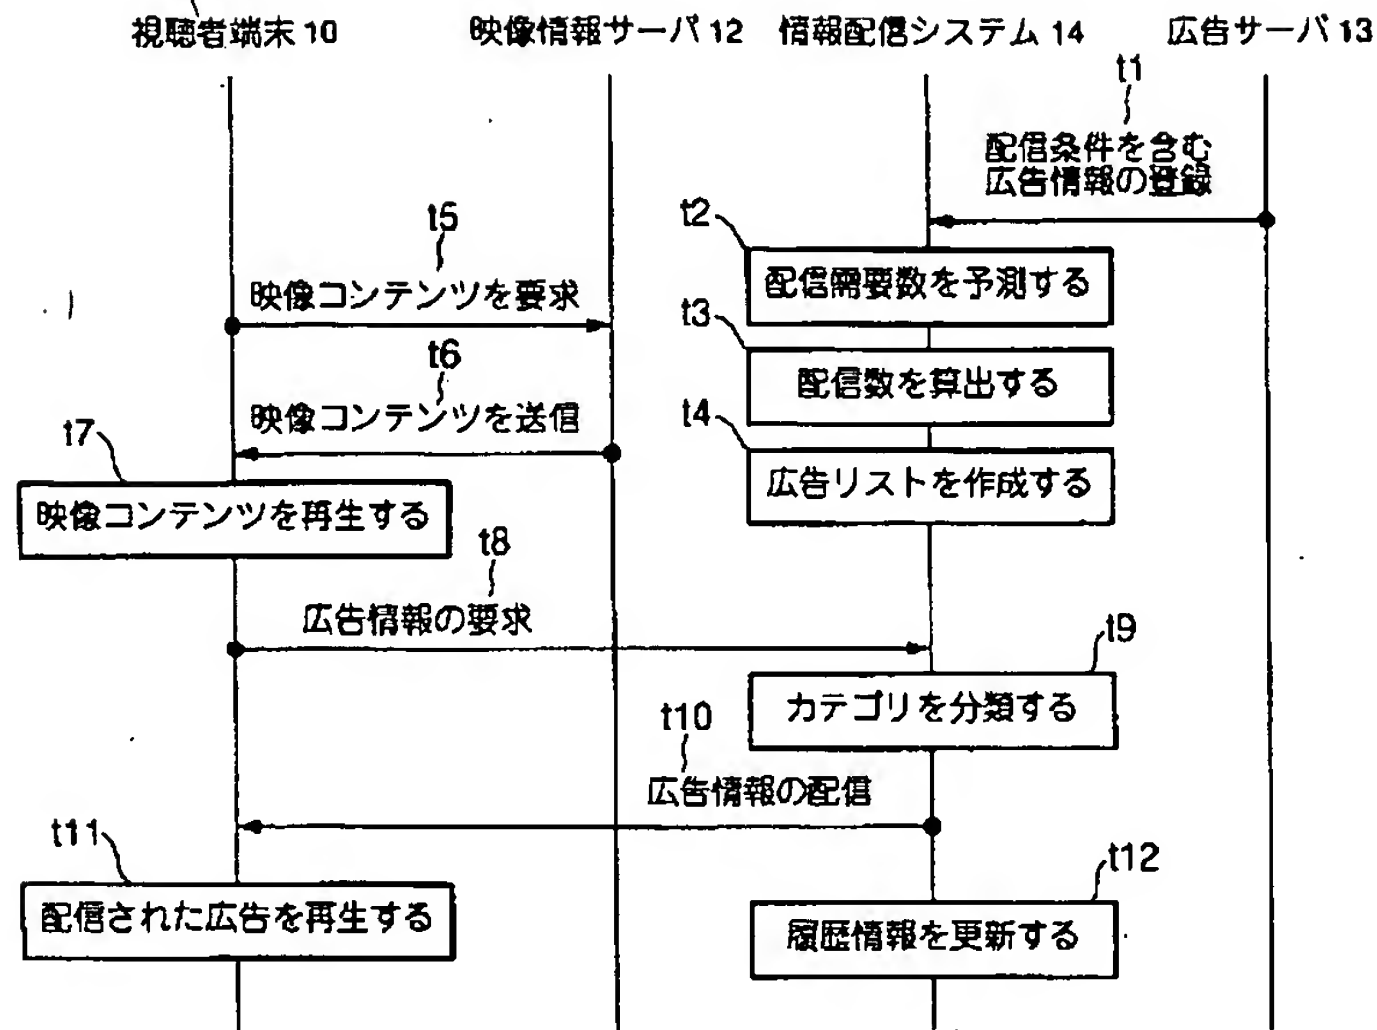 視聴者端末10 映像情報サーバ12 情報配信システム14 広告サーバ13
t1
配信条件を含む
広告情報の登録
t2
配信需要数を予測する
t5
映像コンテンツを要求
t3
配信数を算出する
t6
映像コンテンツを送信
t4
広告リストを作成する
t7
映像コンテンツを再生する
t8
広告情報の要求
t9
カテゴリを分類する
t10
広告情報の配信
t11
配信された広告を再生する
t12
履歴情報を更新する